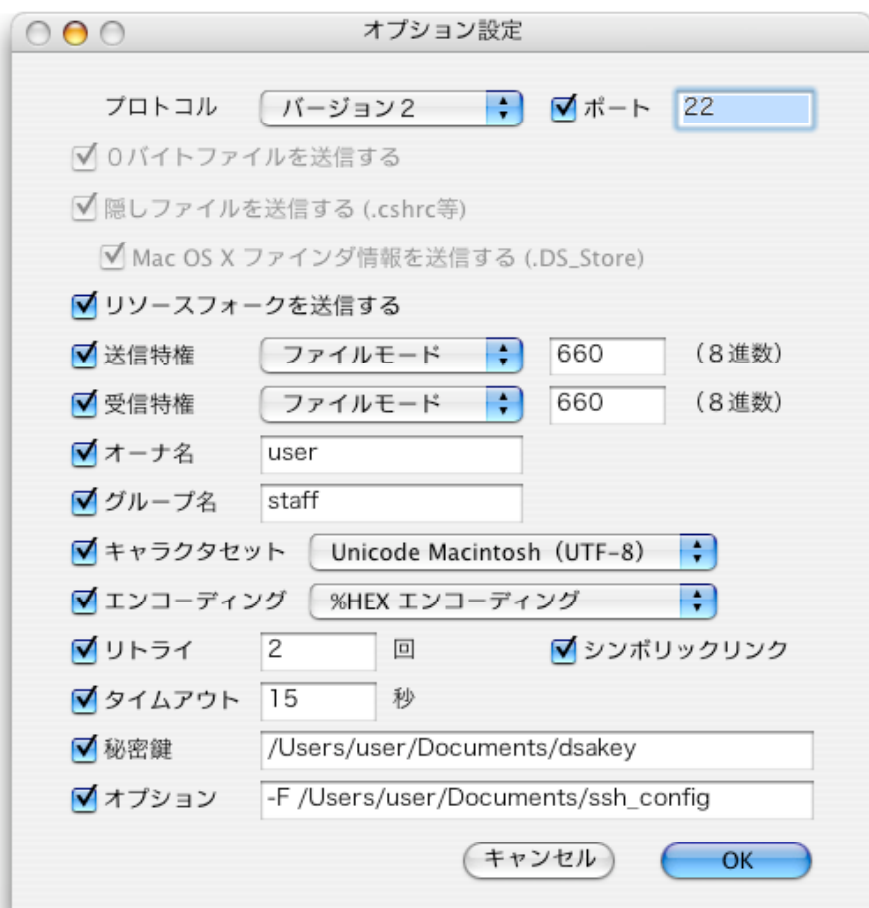 オプション設定
プロトコル バージョン2 ポート 22
0バイトファイルを送信する
隠しファイルを送信する (.cshrc等)
Mac OS X ファインダ情報を送信する (.DS_Store)
リソースフォークを送信する
送信特権 ファイルモード 660 (8進数)
受信特権 ファイルモード 660 (8進数)
オーナ名 user
グループ名 staff
キャラクタセット Unicode Macintosh (UTF-8)
エンコーディング %HEX エンコーディング
リトライ 2 回 シンボリックリンク
タイムアウト 15 秒
秘密鍵 /Users/user/Documents/dsakey
オプション -F /Users/user/Documents/ssh_config
キャンセル OK